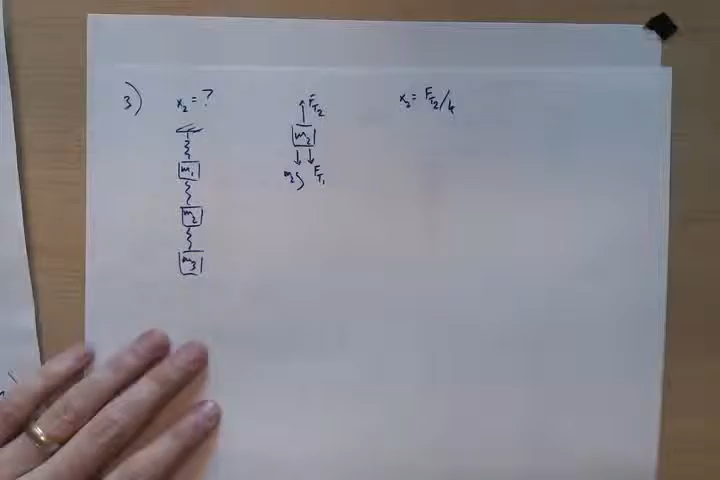 3)
x₂ = ?
m₁
m₂
m₃
F_T₂
m₂
m₂g
F_T₁
x₂ = F_T₂/k